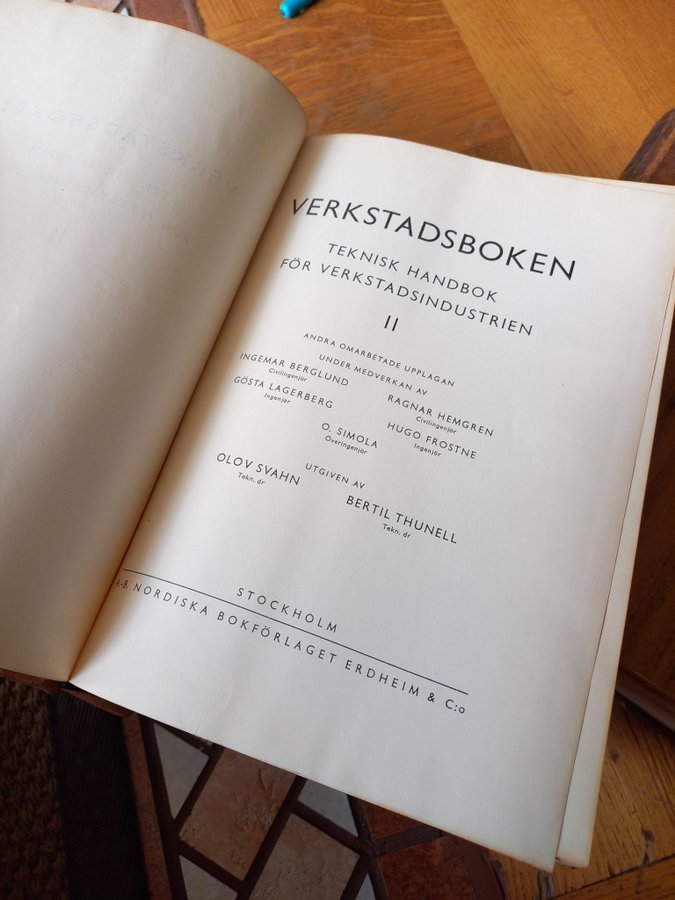 VERKSTADSBOKEN
TEKNISK HANDBOK
FÖR VERKSTADSINDUSTRIEN
II
ANDRA OMARBETADE UPPLAGAN
UNDER MEDVERKAN AV
INGEMAR BERGLUND
Civilingenjör
RAGNAR HEMGREN
Civilingenjör
GÖSTA LAGERBERG
Ingenjör
HUGO FROSTNE
Ingenjör
O. SIMOLA
Överingenjör
UTGIVEN AV
OLOV SVAHN
Tekn. dr
BERTIL THUNELL
Tekn. dr
STOCKHOLM
A.-B. NORDISKA BOKFÖRLAGET ERDHEIM & C:o